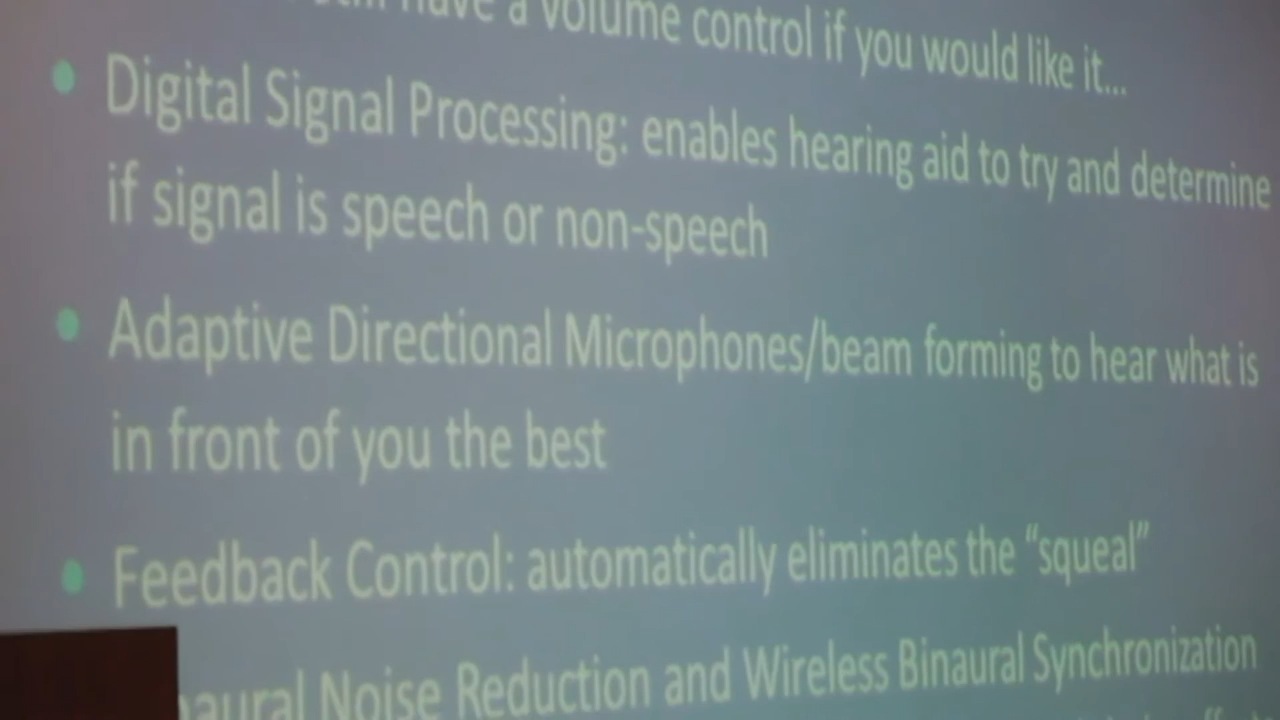 have a volume control if you would like it...
• Digital Signal Processing: enables hearing aid to try and determine
if signal is speech or non-speech
• Adaptive Directional Microphones/beam forming to hear what is
in front of you the best
• Feedback Control: automatically eliminates the “squeal”
Noise Reduction and Wireless Binaural Synchronization